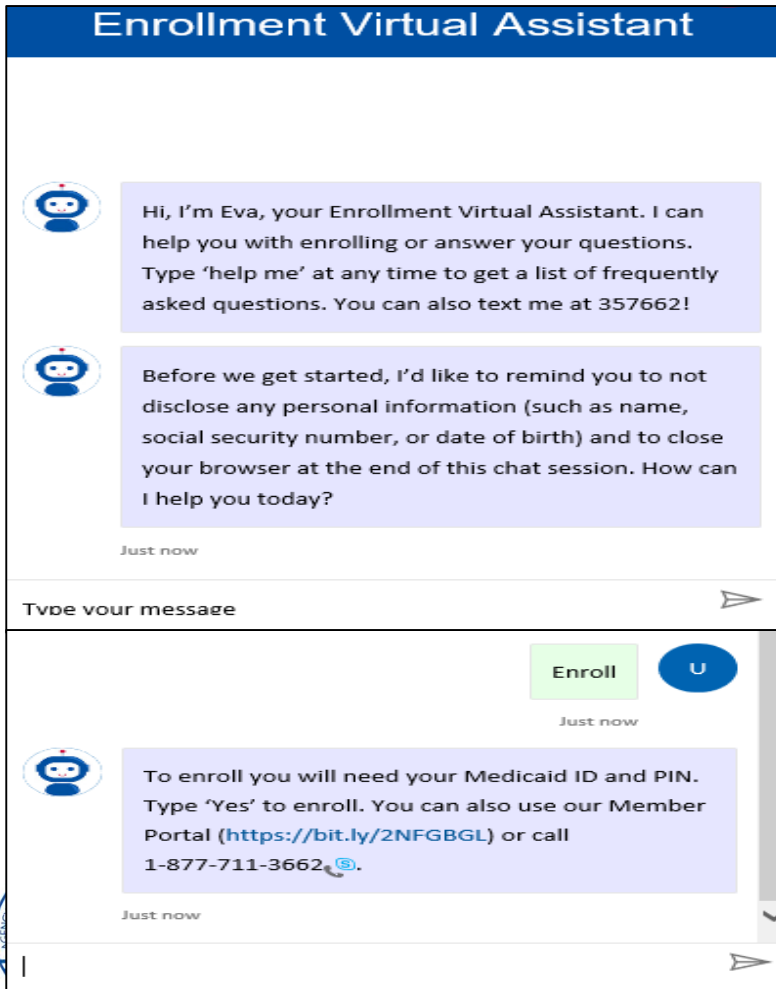 Enrollment Virtual Assistant
Hi, I’m Eva, your Enrollment Virtual Assistant. I can
help you with enrolling or answer your questions.
Type ‘help me’ at any time to get a list of frequently
asked questions. You can also text me at 357662!
Before we get started, I’d like to remind you to not
disclose any personal information (such as name,
social security number, or date of birth) and to close
your browser at the end of this chat session. How can
I help you today?
Just now
Type your message
Enroll
U
Just now
To enroll you will need your Medicaid ID and PIN.
Type ‘Yes’ to enroll. You can also use our Member
Portal (https://bit.ly/2NFGBGL) or call
1-877-711-3662 S.
Just now